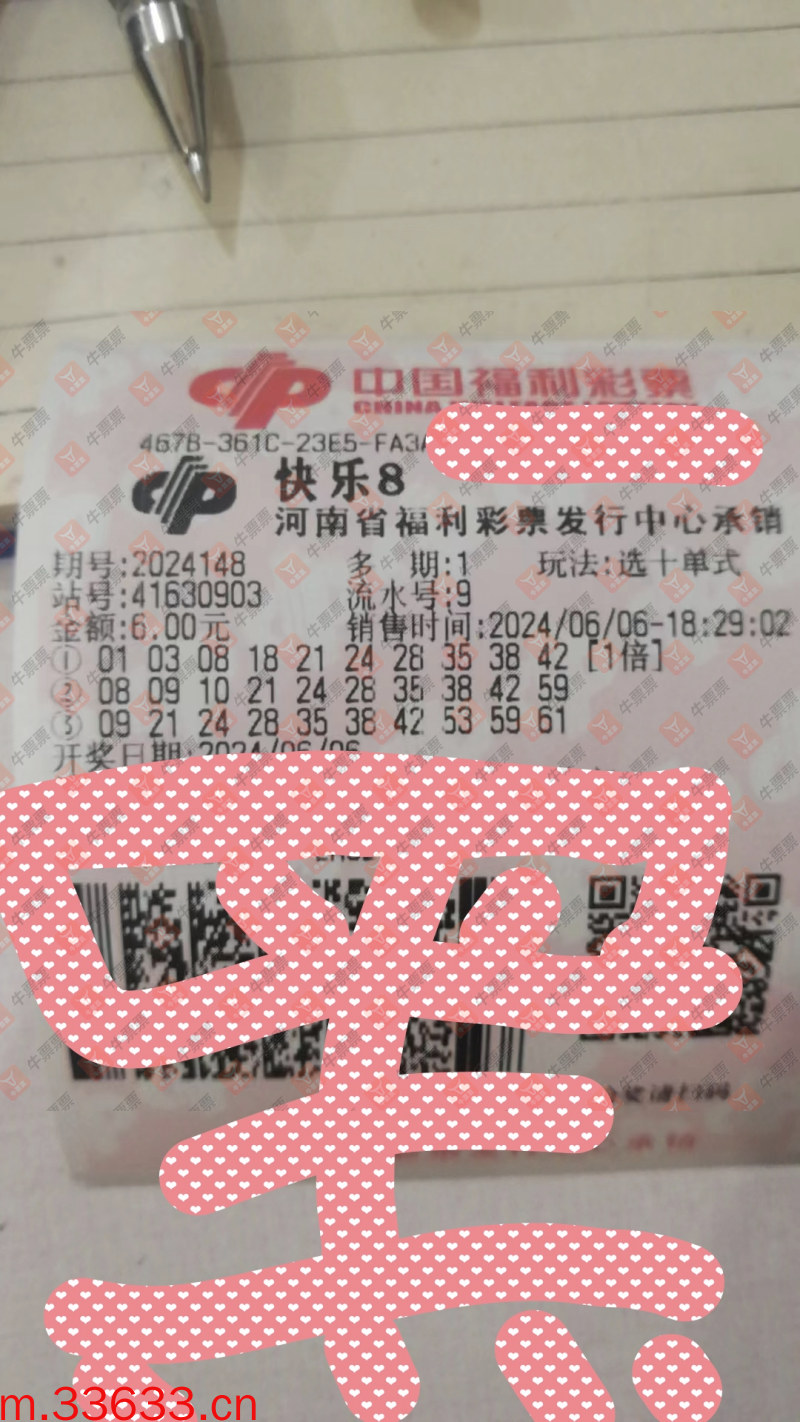 中国福利彩票
CHINA
467B-361C-23E5-FA3A
快乐8
河南省福利彩票发行中心承销
期号:2024148 多 期:1 玩法:选十单式
站号:41630903 流水号:9
金额:6.00元 销售时间:2024/06/06-18:29:02
① 01 03 08 18 21 24 28 35 38 42 [1倍]
② 08 09 10 21 24 28 35 38 42 59
③ 09 21 24 28 35 38 42 53 59 61
开奖日期:2024/06/06
牛票票
m.33633.cn